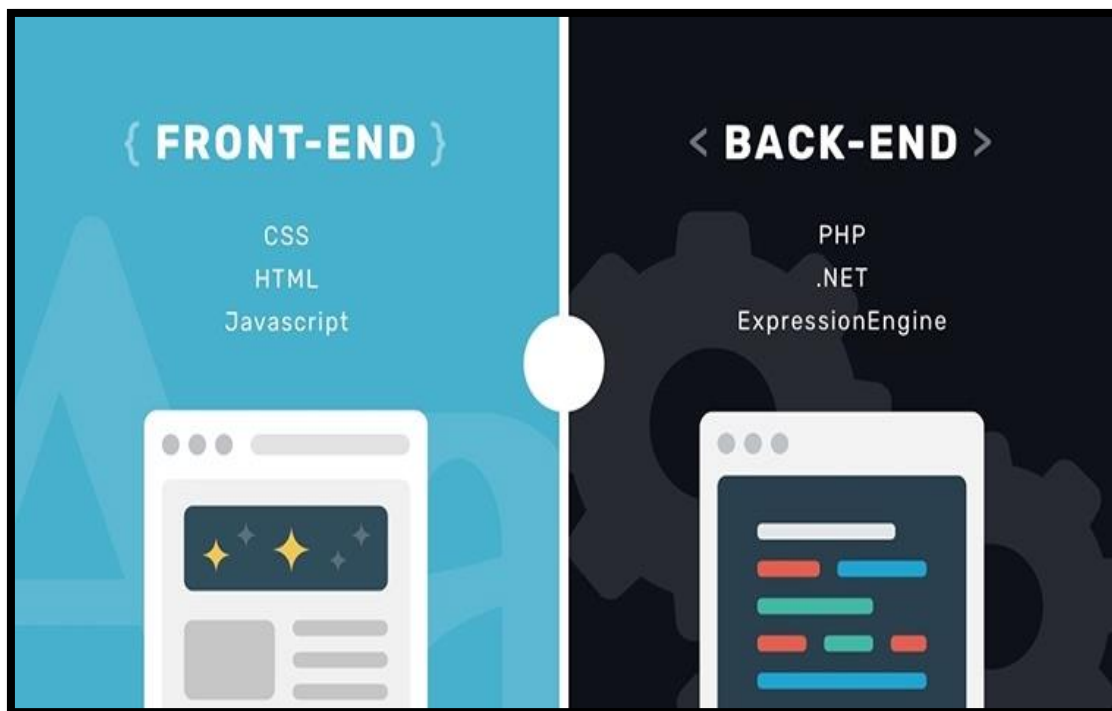 { FRONT-END }
CSS
HTML
Javascript
< BACK-END >
PHP
.NET
ExpressionEngine